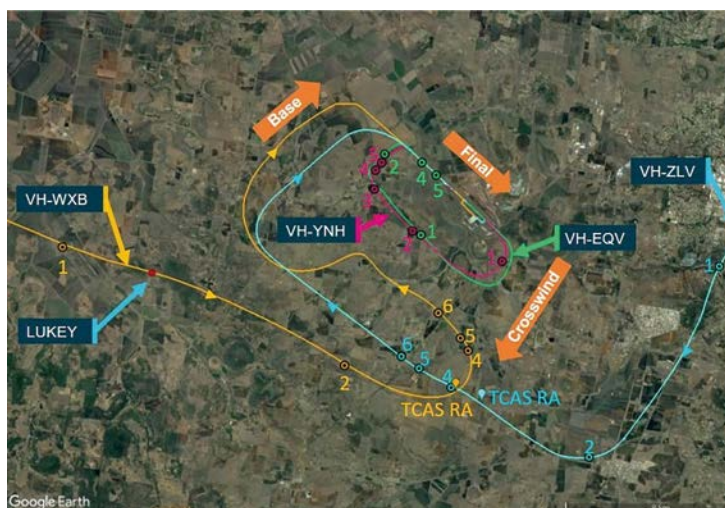 Base
Final
VH-ZLV
VH-WXB
VH-YNH
VH-EQV
LUKEY
Crosswind
1
2
4
5
6
TCAS RA
1
2
4
5
6
TCAS RA
1
2
4
5
1
Google Earth